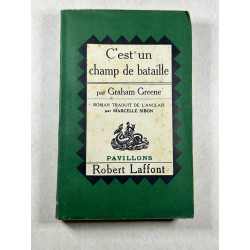 C'est un
champ de bataille
par Graham Greene
ROMAN TRADUIT DE L'ANGLAIS
par MARCELLE SIBON
PAVILLONS
Robert Laffont